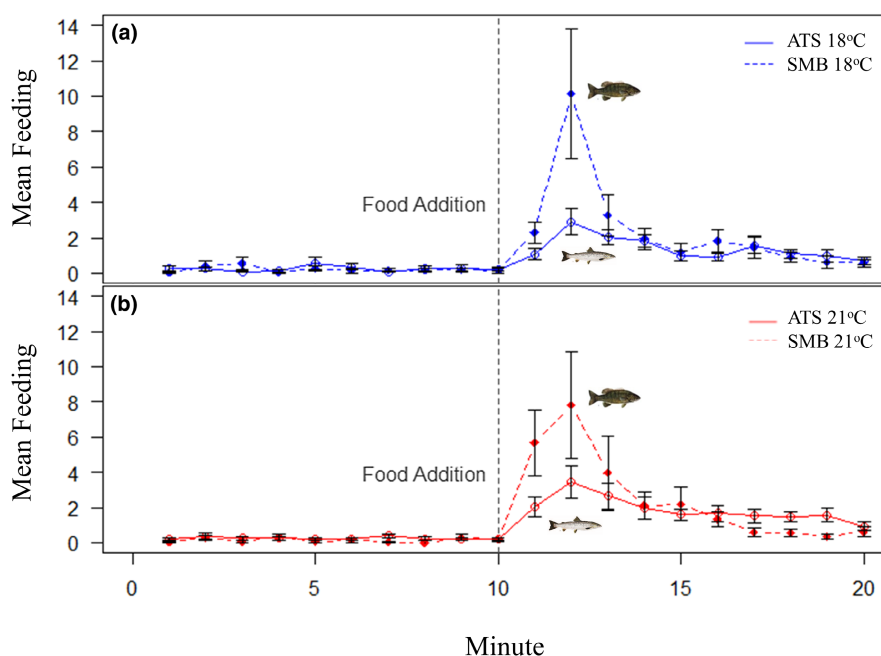 (a)
ATS 18°C
SMB 18°C
Mean Feeding
14
12
10
8
6
4
2
0
Food Addition
(b)
ATS 21°C
SMB 21°C
Mean Feeding
14
12
10
8
6
4
2
0
Food Addition
0 5 10 15 20
Minute